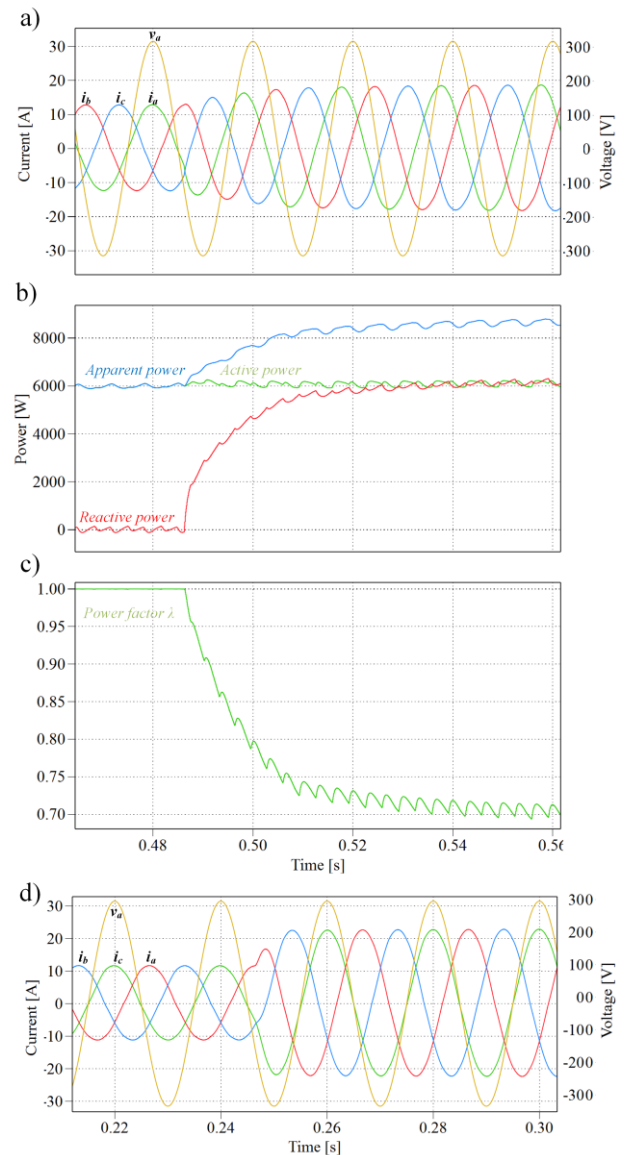 a)
v_a
i_b i_c i_a
30
20
10
0
-10
-20
-30
Current [A]
300
200
100
0
-100
-200
-300
Voltage [V]
b)
8000
6000
4000
2000
0
Power [W]
Apparent power
Active power
Reactive power
c)
1.00
0.95
0.90
0.85
0.80
0.75
0.70
Power factor λ
0.48 0.50 0.52 0.54 0.56
Time [s]
d)
v_a
i_b i_c i_a
30
20
10
0
-10
-20
-30
Current [A]
300
200
100
00
-100
-200
-300
Voltage [V]
0.22 0.24 0.26 0.28 0.30
Time [s]